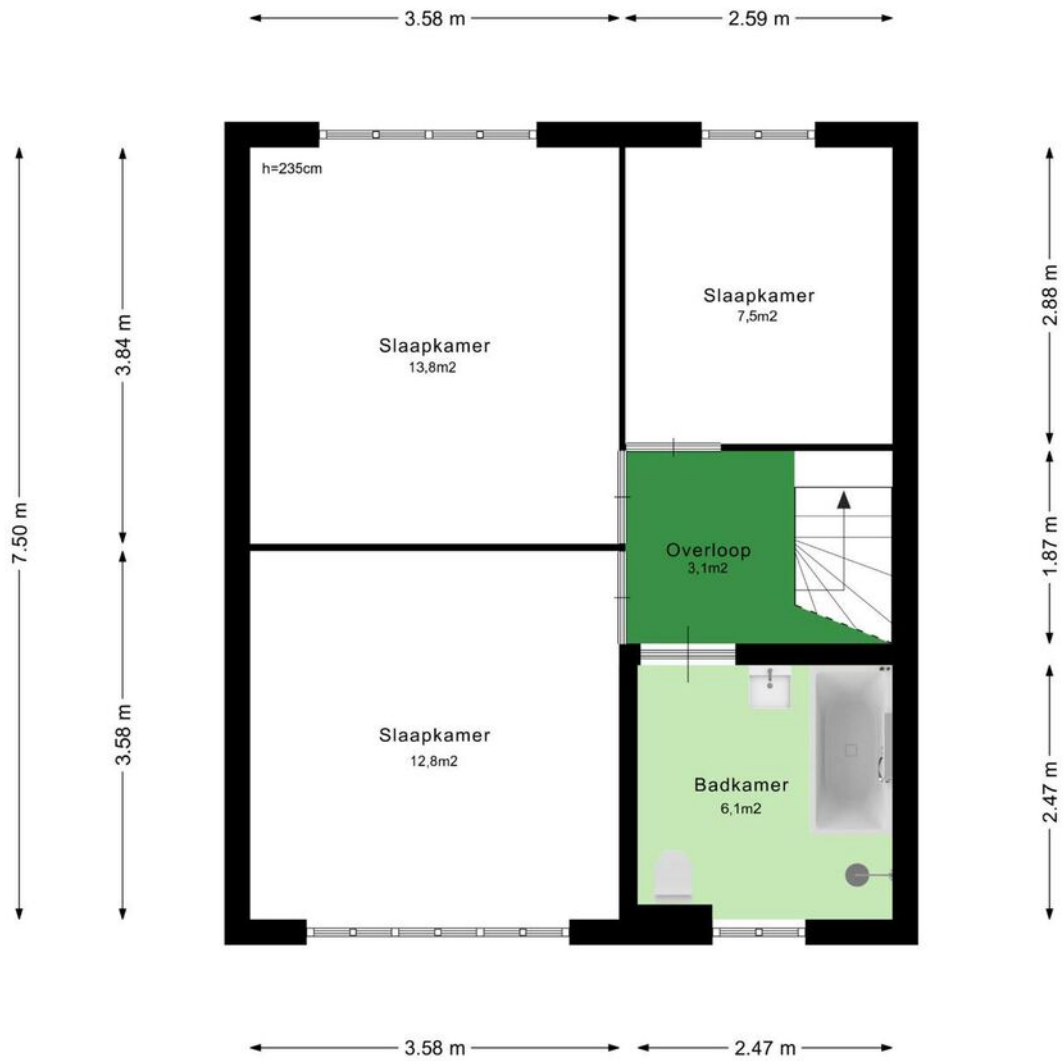 3.58 m
2.59 m
h=235cm
Slaapkamer
7,5m2
2.88 m
3.84 m
Slaapkamer
13,8m2
7.50 m
Overloop
3,1m2
1.87 m
3.58 m
Slaapkamer
12,8m2
Badkamer
6,1m2
2.47 m
3.58 m
2.47 m